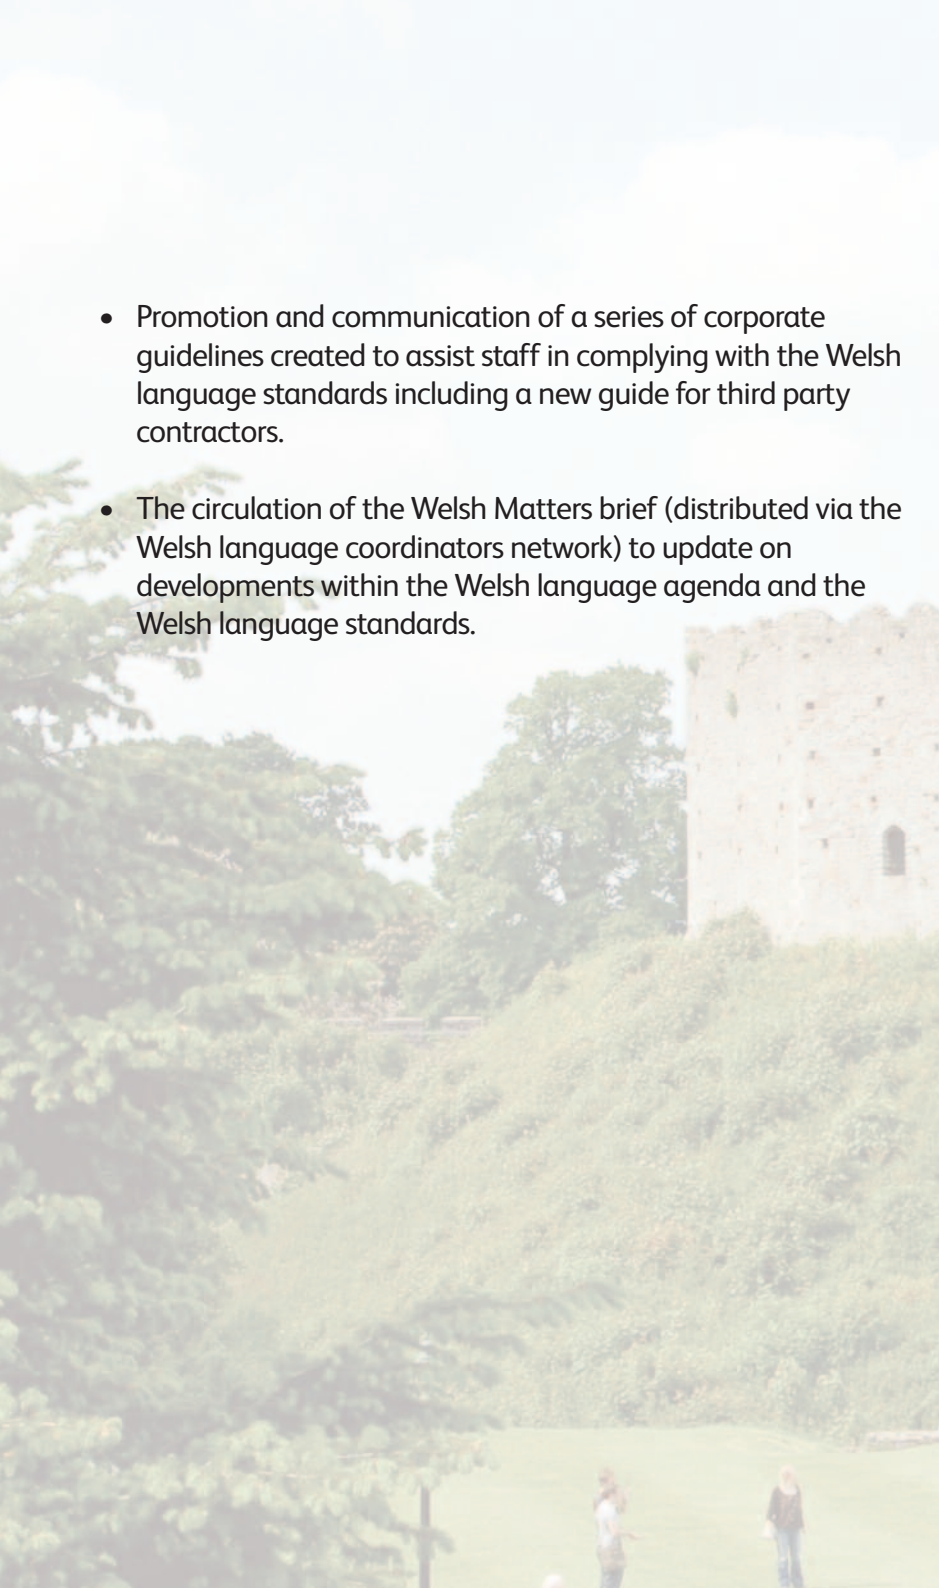 • Promotion and communication of a series of corporate
guidelines created to assist staff in complying with the Welsh
language standards including a new guide for third party
contractors.
• The circulation of the Welsh Matters brief (distributed via the
Welsh language coordinators network) to update on
developments within the Welsh language agenda and the
Welsh language standards.